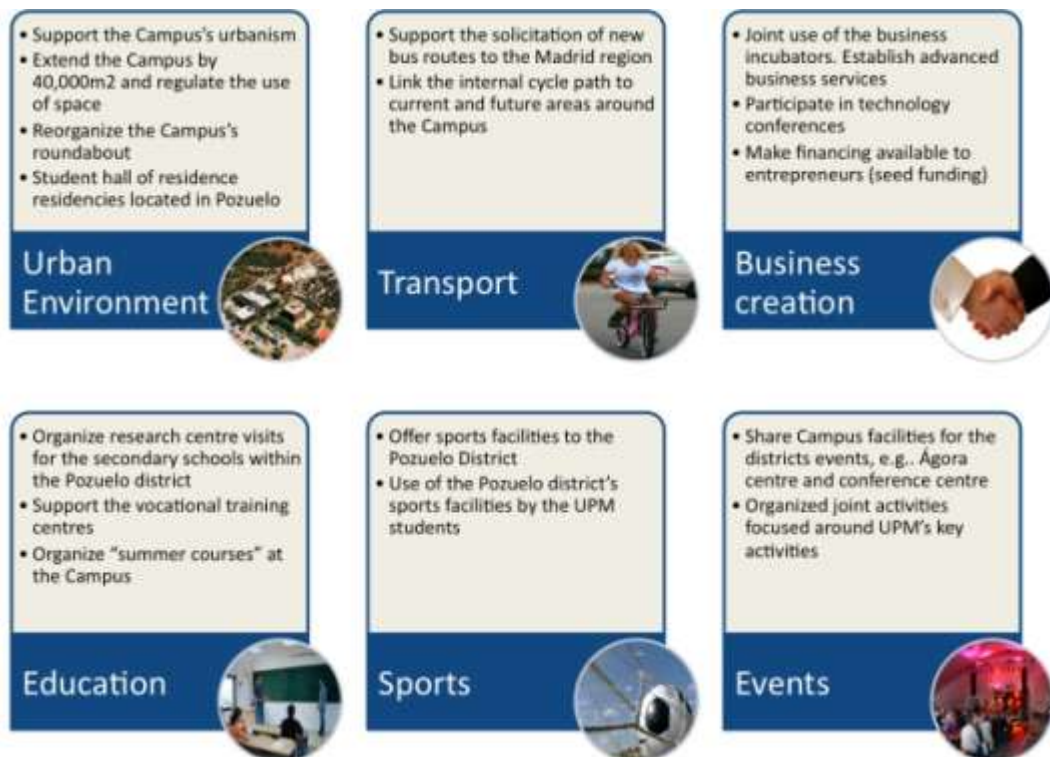 • Support the Campus's urbanism
• Extend the Campus by
40,000m2 and regulate the use
of space
• Reorganize the Campus's
roundabout
• Student hall of residence
residencies located in Pozuelo
Urban
Environment
• Support the solicitation of new
bus routes to the Madrid region
• Link the internal cycle path to
current and future areas around
the Campus
Transport
• Joint use of the business
incubators. Establish advanced
business services
• Participate in technology
conferences
• Make financing available to
entrepreneurs (seed funding)
Business
creation
• Organize research centre visits
for the secondary schools within
the Pozuelo district
• Support the vocational training
centres
• Organize “summer courses” at
the Campus
Education
• Offer sports facilities to the
Pozuelo District
• Use of the Pozuelo district's
sports facilities by the UPM
students
Sports
• Share Campus facilities for the
districts events, e.g.. Ágora
centre and conference centre
• Organized joint activities
focused around UPM's key
activities
Events